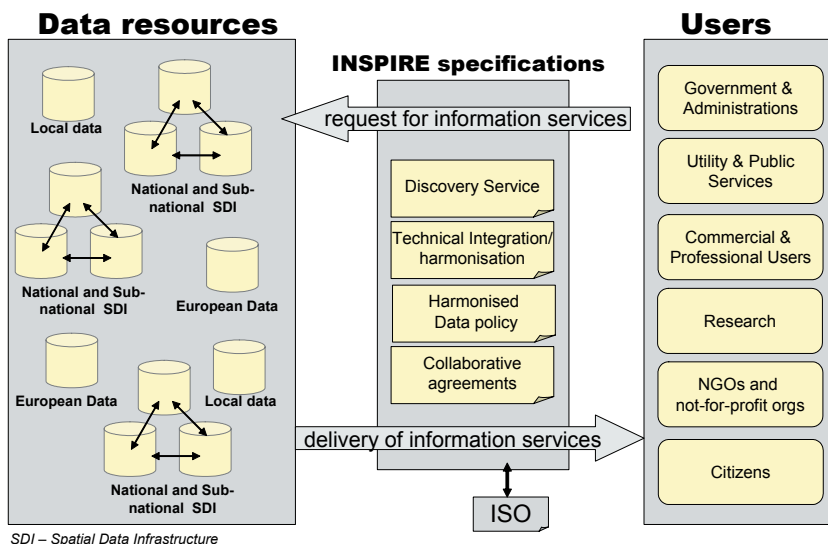 Data resources
Local data
National and Sub-
national SDI
National and Sub-
national SDI
European Data
European Data
Local data
National and Sub-
national SDI
SDI – Spatial Data Infrastructure
INSPIRE specifications
request for information services
Discovery Service
Technical Integration/
harmonisation
Harmonised
Data policy
Collaborative
agreements
delivery of information services
ISO
Users
Government &
Administrations
Utility & Public
Services
Commercial &
Professional Users
Research
NGOs and
not-for-profit orgs
Citizens